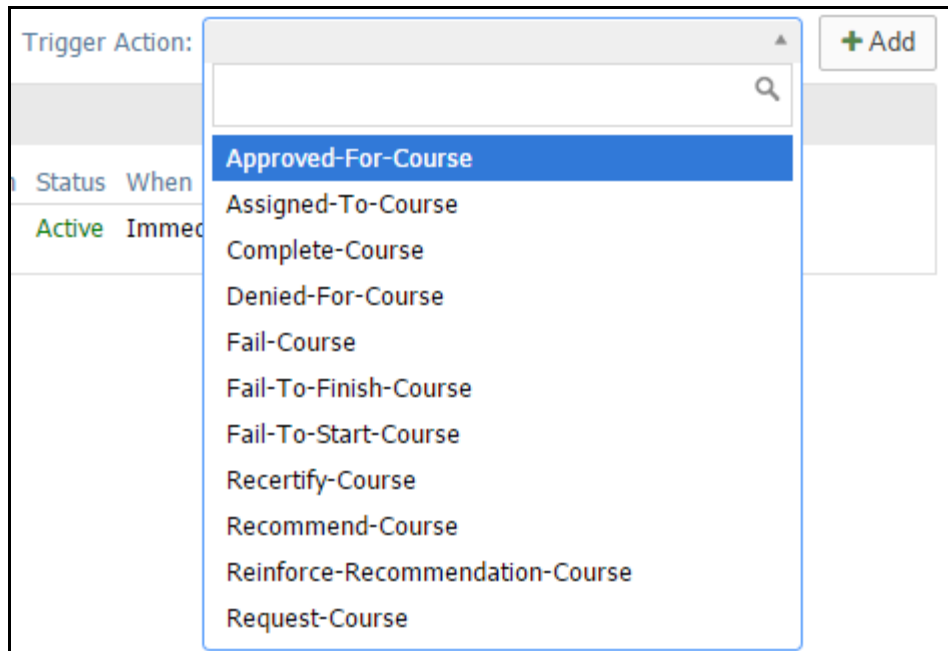 Trigger Action:
Add
Approved-For-Course
Status When
Assigned-To-Course
Active
Complete-Course
Denied-For-Course
Fail-Course
Fail-To-Finish-Course
Fail-To-Start-Course
Recertify-Course
Recommend-Course
Reinforce-Recommendation-Course
Request-Course